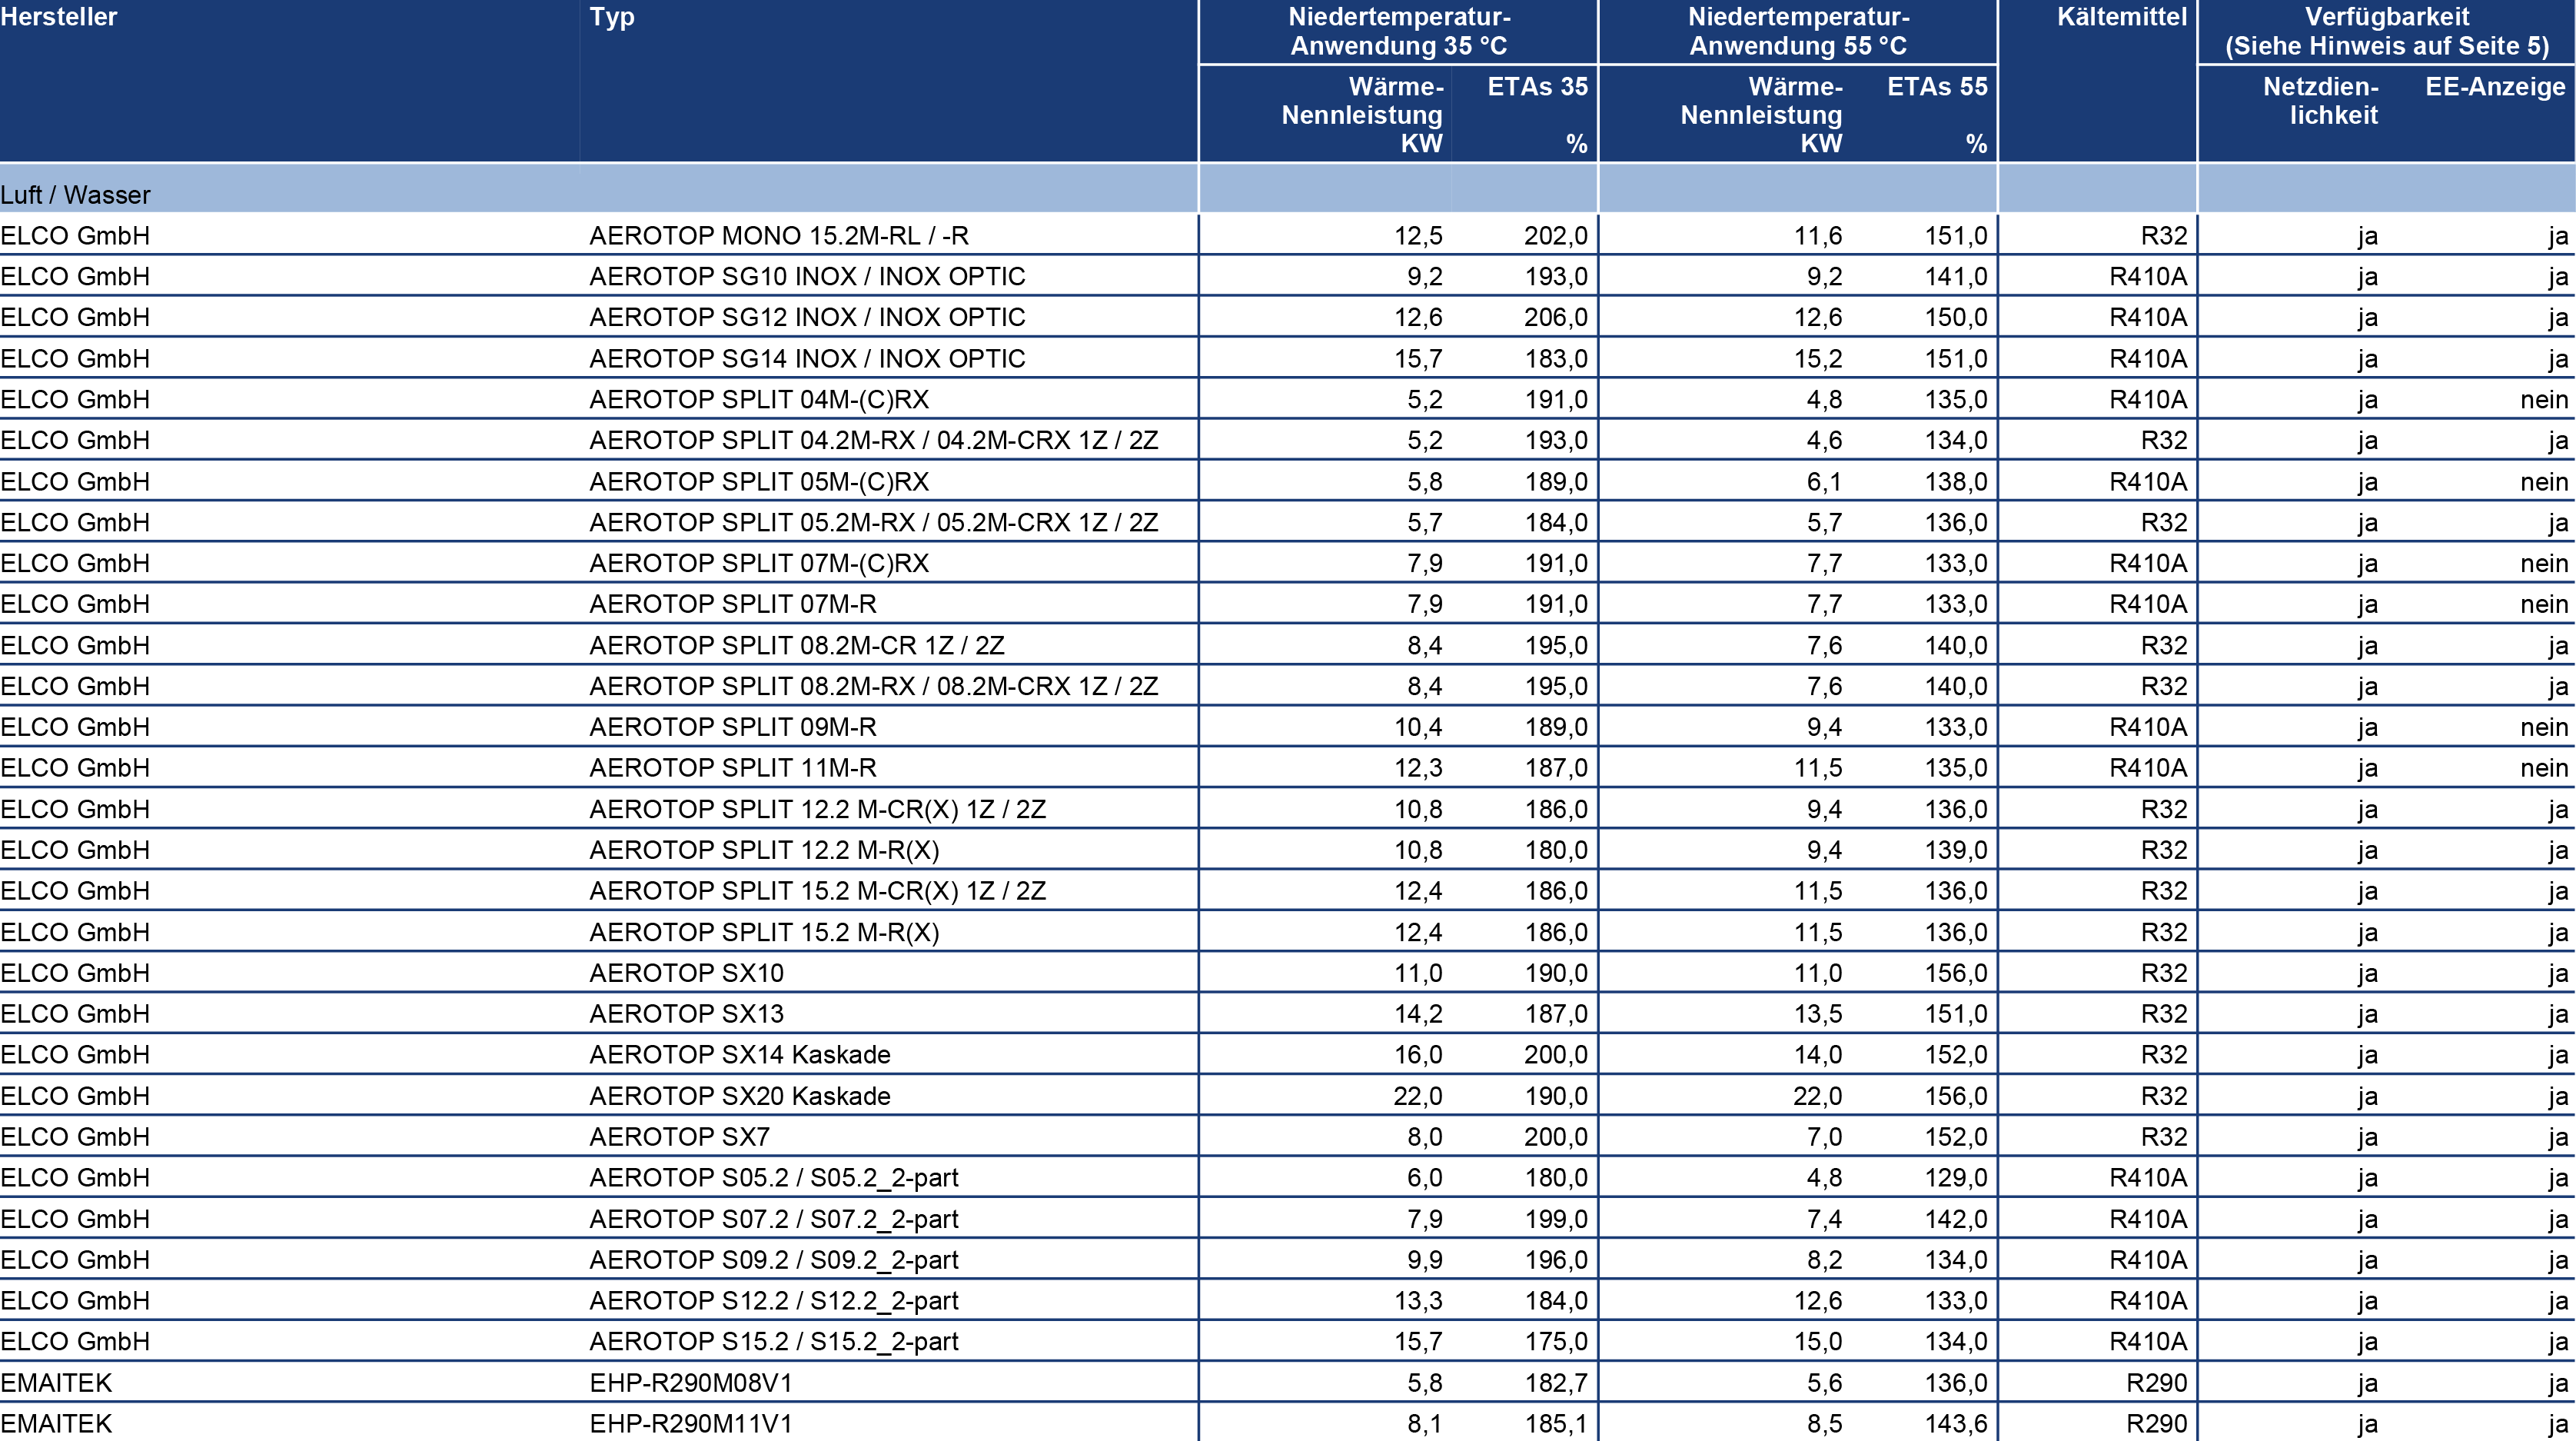 Hersteller Typ Niedertemperatur- Niedertemperatur- Kältemittel Verfügbarkeit
Anwendung 35 °C Anwendung 55 °C (Siehe Hinweis auf Seite 5)
Wärme- ETAs 35 Wärme- ETAs 55 Netzdien- EE-Anzeige
Nennleistung Nennleistung lichkeit
KW % KW %
Luft / Wasser
ELCO GmbH AEROTOP MONO 15.2M-RL / -R 12,5 202,0 11,6 151,0 R32 ja ja
ELCO GmbH AEROTOP SG10 INOX / INOX OPTIC 9,2 193,0 9,2 141,0 R410A ja ja
ELCO GmbH AEROTOP SG12 INOX / INOX OPTIC 12,6 206,0 12,6 150,0 R410A ja ja
ELCO GmbH AEROTOP SG14 INOX / INOX OPTIC 15,7 183,0 15,2 151,0 R410A ja ja
ELCO GmbH AEROTOP SPLIT 04M-(C)RX 5,2 191,0 4,8 135,0 R410A ja nein
ELCO GmbH AEROTOP SPLIT 04.2M-RX / 04.2M-CRX 1Z / 2Z 5,2 193,0 4,6 134,0 R32 ja ja
ELCO GmbH AEROTOP SPLIT 05M-(C)RX 5,8 189,0 6,1 138,0 R410A ja nein
ELCO GmbH AEROTOP SPLIT 05.2M-RX / 05.2M-CRX 1Z / 2Z 5,7 184,0 5,7 136,0 R32 ja ja
ELCO GmbH AEROTOP SPLIT 07M-(C)RX 7,9 191,0 7,7 133,0 R410A ja nein
ELCO GmbH AEROTOP SPLIT 07M-R 7,9 191,0 7,7 133,0 R410A ja nein
ELCO GmbH AEROTOP SPLIT 08.2M-CR 1Z / 2Z 8,4 195,0 7,6 140,0 R32 ja ja
ELCO GmbH AEROTOP SPLIT 08.2M-RX / 08.2M-CRX 1Z / 2Z 8,4 195,0 7,6 140,0 R32 ja ja
ELCO GmbH AEROTOP SPLIT 09M-R 10,4 189,0 9,4 133,0 R410A ja nein
ELCO GmbH AEROTOP SPLIT 11M-R 12,3 187,0 11,5 135,0 R410A ja nein
ELCO GmbH AEROTOP SPLIT 12.2 M-CR(X) 1Z / 2Z 10,8 186,0 9,4 136,0 R32 ja ja
ELCO GmbH AEROTOP SPLIT 12.2 M-R(X) 10,8 180,0 9,4 139,0 R32 ja ja
ELCO GmbH AEROTOP SPLIT 15.2 M-CR(X) 1Z / 2Z 12,4 186,0 11,5 136,0 R32 ja ja
ELCO GmbH AEROTOP SPLIT 15.2 M-R(X) 12,4 186,0 11,5 136,0 R32 ja ja
ELCO GmbH AEROTOP SX10 11,0 190,0 11,0 156,0 R32 ja ja
ELCO GmbH AEROTOP SX13 14,2 187,0 13,5 151,0 R32 ja ja
ELCO GmbH AEROTOP SX14 Kaskade 16,0 200,0 14,0 152,0 R32 ja ja
ELCO GmbH AEROTOP SX20 Kaskade 22,0 190,0 22,0 156,0 R32 ja ja
ELCO GmbH AEROTOP SX7 8,0 200,0 7,0 152,0 R32 ja ja
ELCO GmbH AEROTOP S05.2 / S05.2_2-part 6,0 180,0 4,8 129,0 R410A ja ja
ELCO GmbH AEROTOP S07.2 / S07.2_2-part 7,9 199,0 7,4 142,0 R410A ja ja
ELCO GmbH AEROTOP S09.2 / S09.2_2-part 9,9 196,0 8,2 134,0 R410A ja ja
ELCO GmbH AEROTOP S12.2 / S12.2_2-part 13,3 184,0 12,6 133,0 R410A ja ja
ELCO GmbH AEROTOP S15.2 / S15.2_2-part 15,7 175,0 15,0 134,0 R410A ja ja
EMAITEK EHP-R290M08V1 5,8 182,7 5,6 136,0 R290 ja ja
EMAITEK EHP-R290M11V1 8,1 185,1 8,5 143,6 R290 ja ja